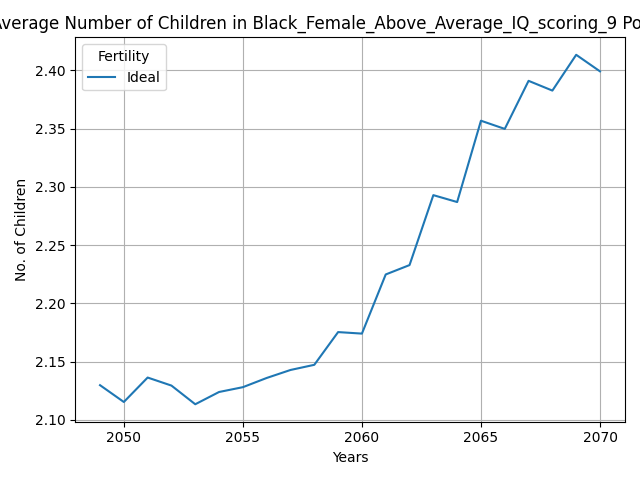 Average Number of Children in Black_Female_Above_Average_IQ_scoring_9 Po
Fertility
Ideal
2.40
2.35
2.30
2.25
2.20
2.15
2.10
No. of Children
2050 2055 2060 2065 2070
Years